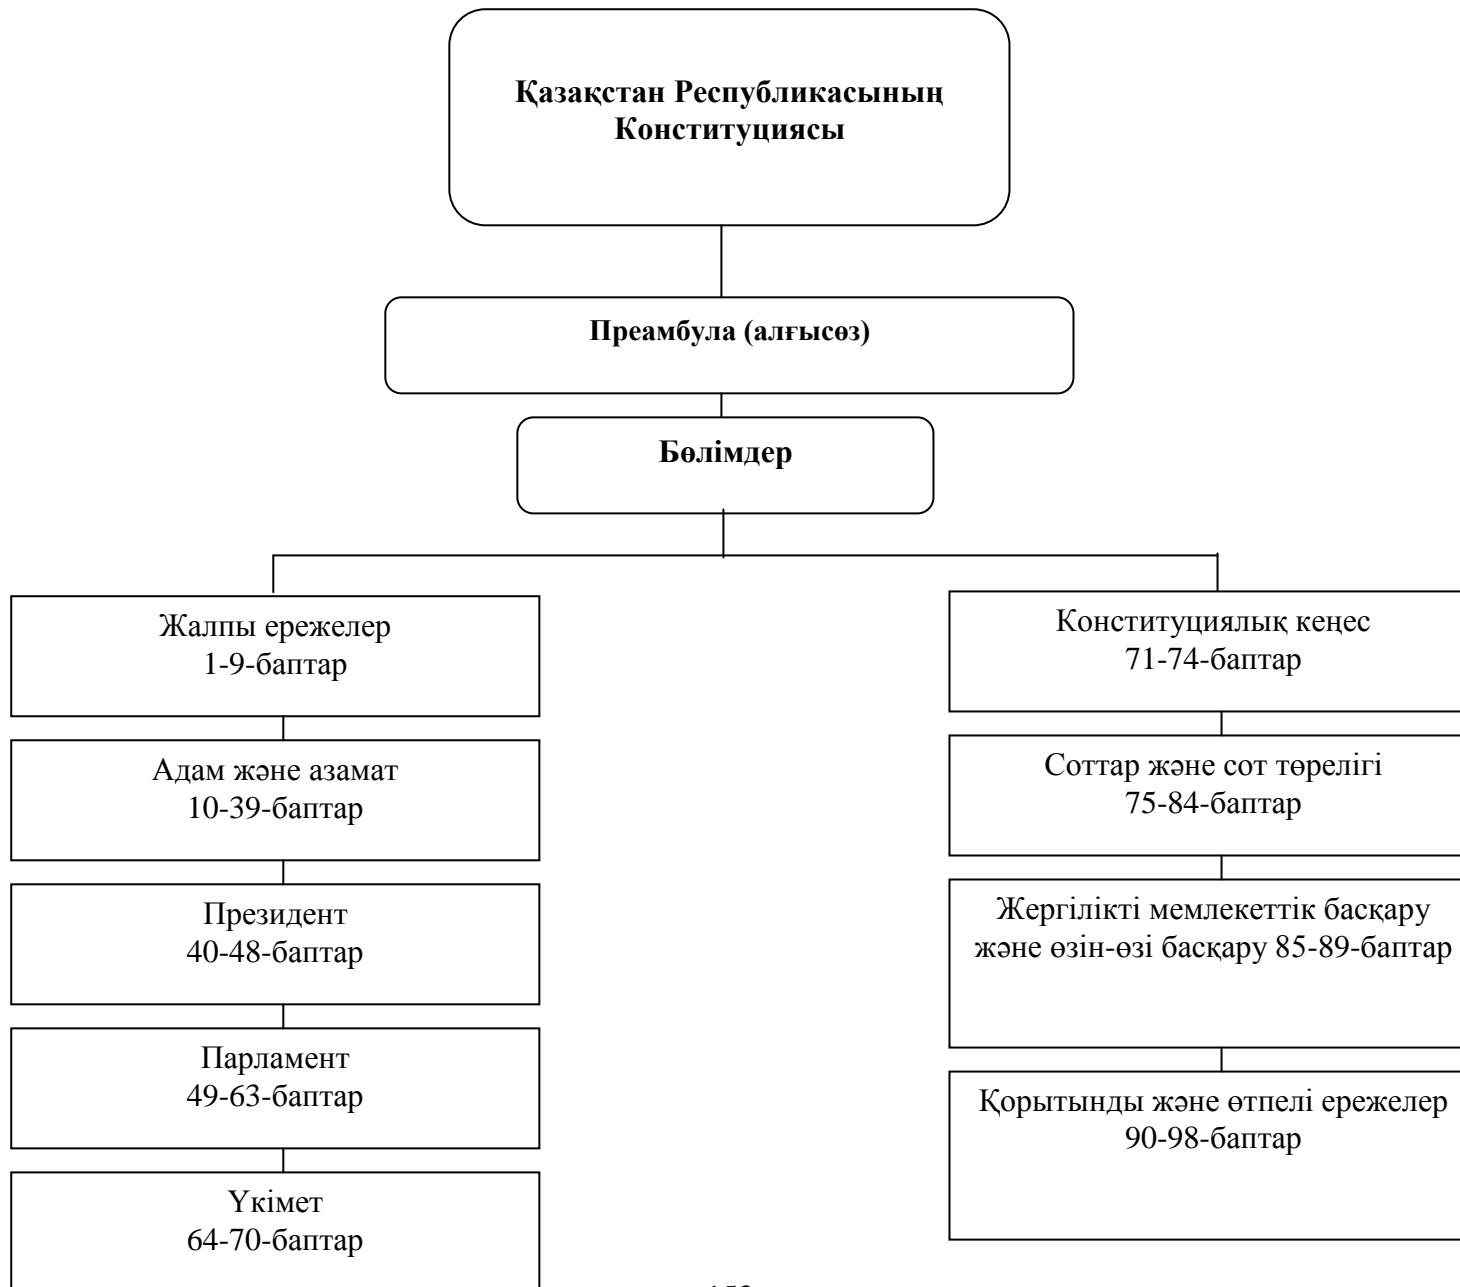 Қазақстан Республикасының
Конституциясы
Преамбула (алғысөз)
Бөлімдер
Жалпы ережелер
1-9-баптар
Адам және азамат
10-39-баптар
Президент
40-48-баптар
Парламент
49-63-баптар
Үкімет
64-70-баптар
Конституциялық кеңес
71-74-баптар
Соттар және сот төрелігі
75-84-баптар
Жергілікті мемлекеттік басқару
және өзін-өзі басқару 85-89-баптар
Қорытынды және өтпелі ережелер
90-98-баптар